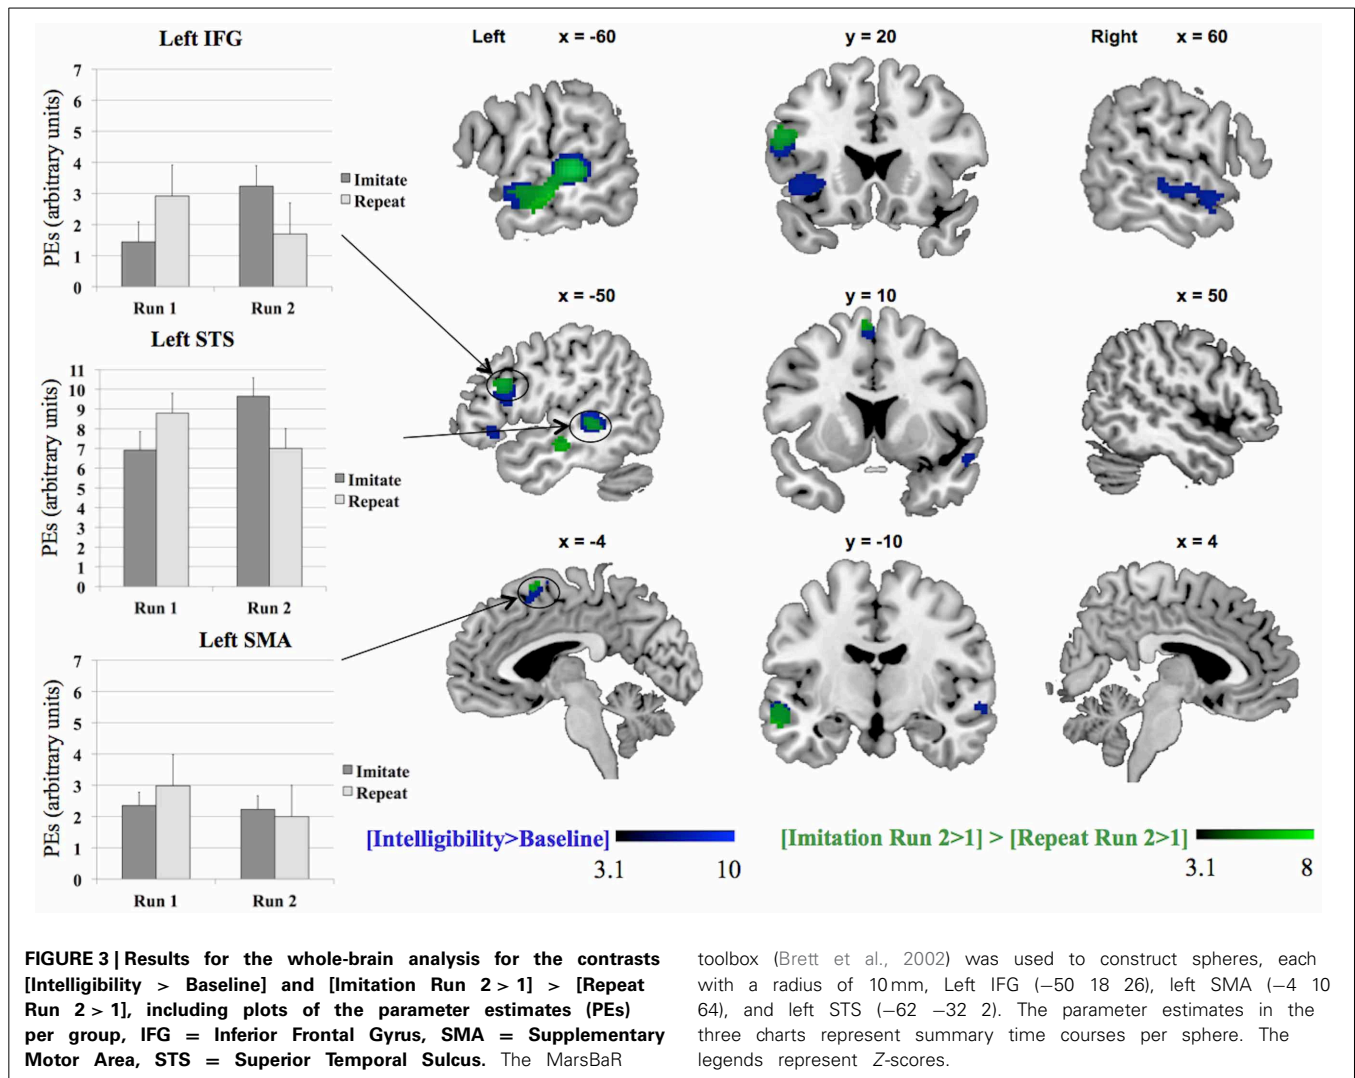 Left IFG
PEs (arbitrary units)
7
6
5
4
3
2
1
0
Run 1
Run 2
Imitate
Repeat
Left STS
PEs (arbitrary units)
11
10
9
8
7
6
5
4
3
2
1
0
Run 1
Run 2
Imitate
Repeat
Left SMA
PEs (arbitrary units)
7
6
5
4
3
2
1
0
Run 1
Run 2
Imitate
Repeat
Left x = -60
y = 20
Right x = 60
x = -50
y = 10
x = 50
x = -4
y = -10
x = 4
[Intelligibility>Baseline]
3.1 10
[Imitation Run 2>1] > [Repeat Run 2>1]
3.1 8
FIGURE 3 | Results for the whole-brain analysis for the contrasts
[Intelligibility > Baseline] and [Imitation Run 2 > 1] > [Repeat
Run 2 > 1], including plots of the parameter estimates (PEs)
per group, IFG = Inferior Frontal Gyrus, SMA = Supplementary
Motor Area, STS = Superior Temporal Sulcus. The MarsBaR
toolbox (Brett et al., 2002) was used to construct spheres, each
with a radius of 10 mm, Left IFG (−50 18 26), left SMA (−4 10
64), and left STS (−62 −32 2). The parameter estimates in the
three charts represent summary time courses per sphere. The
legends represent Z-scores.